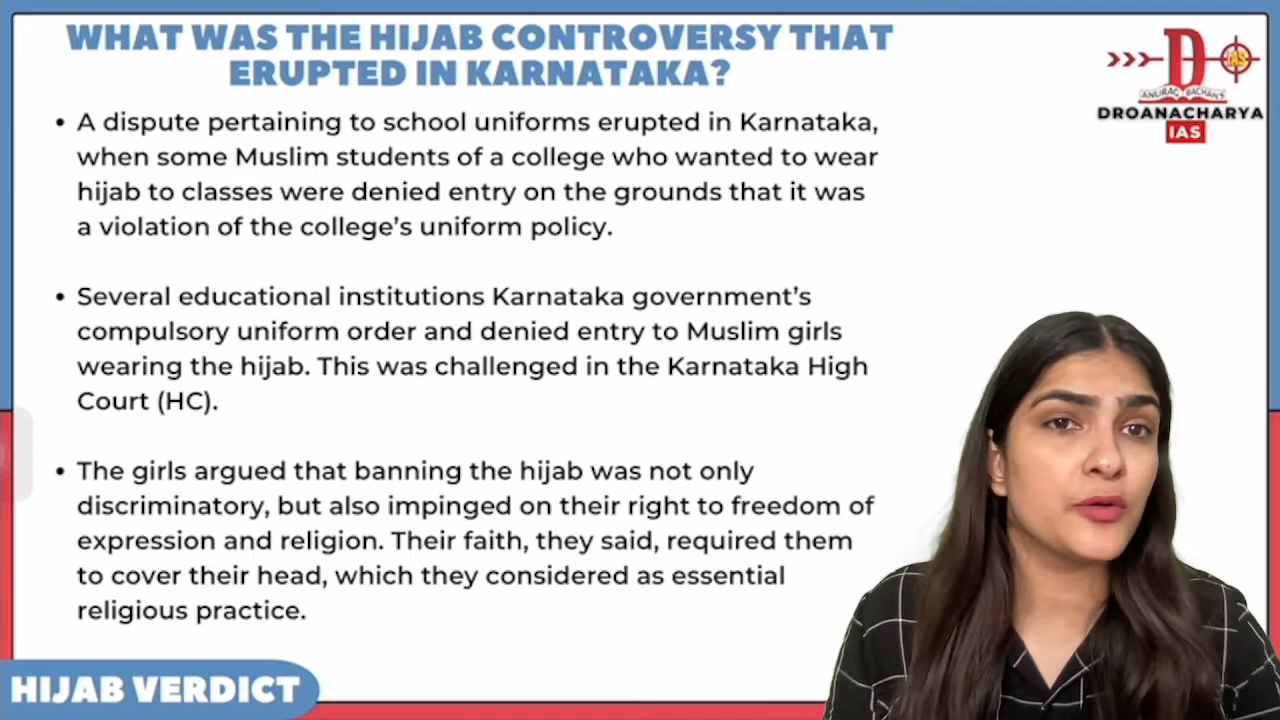 WHAT WAS THE HIJAB CONTROVERSY THAT
ERUPTED IN KARNATAKA?
• A dispute pertaining to school uniforms erupted in Karnataka,
when some Muslim students of a college who wanted to wear
hijab to classes were denied entry on the grounds that it was
a violation of the college's uniform policy.
• Several educational institutions Karnataka government's
compulsory uniform order and denied entry to Muslim girls
wearing the hijab. This was challenged in the Karnataka High
Court (HC).
• The girls argued that banning the hijab was not only
discriminatory, but also impinged on their right to freedom of
expression and religion. Their faith, they said, required them
to cover their head, which they considered as essential
religious practice.
HIJAB VERDICT
D
IAS
ANURAG BACHAN'S
DRONACHARYA
IAS